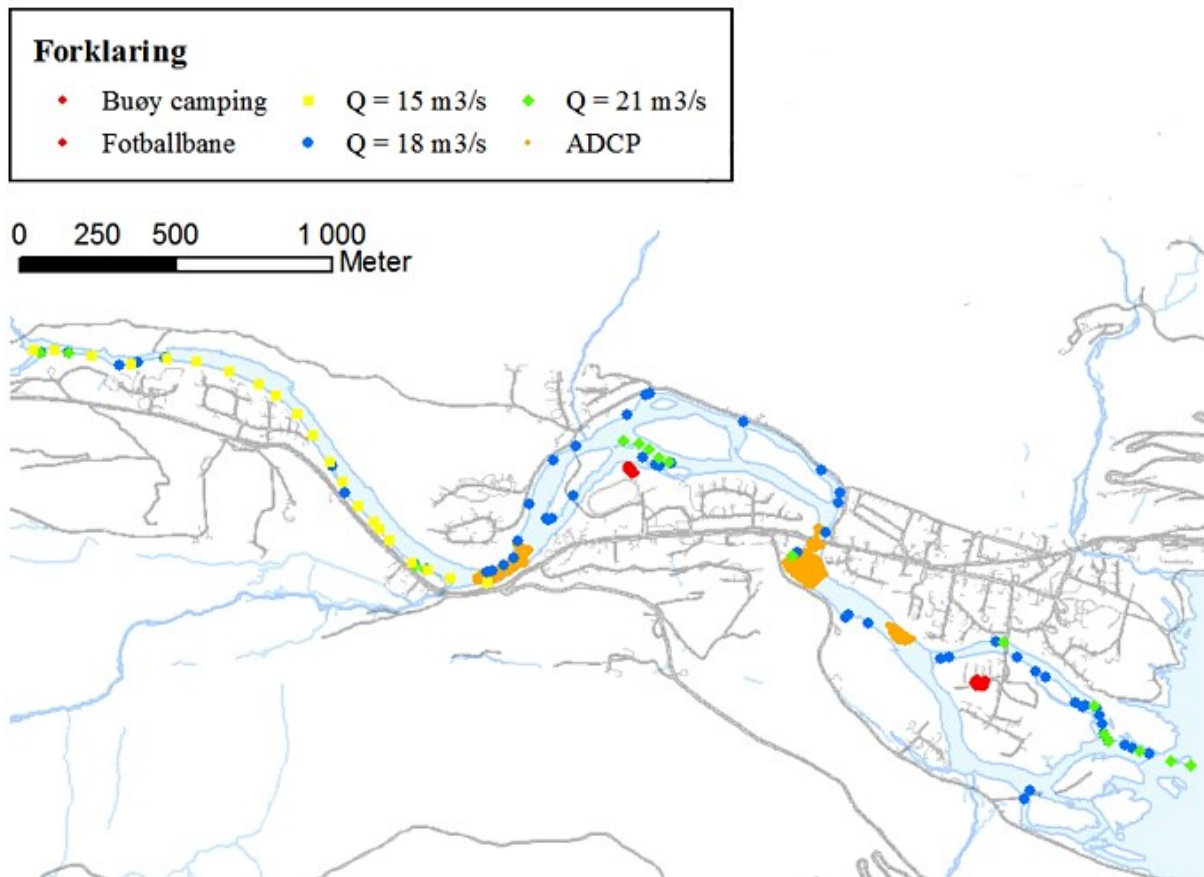 Forklaring
Buøy camping Q = 15 m3/s Q = 21 m3/s
Fotballbane Q = 18 m3/s ADCP
0 250 500 1 000
Meter